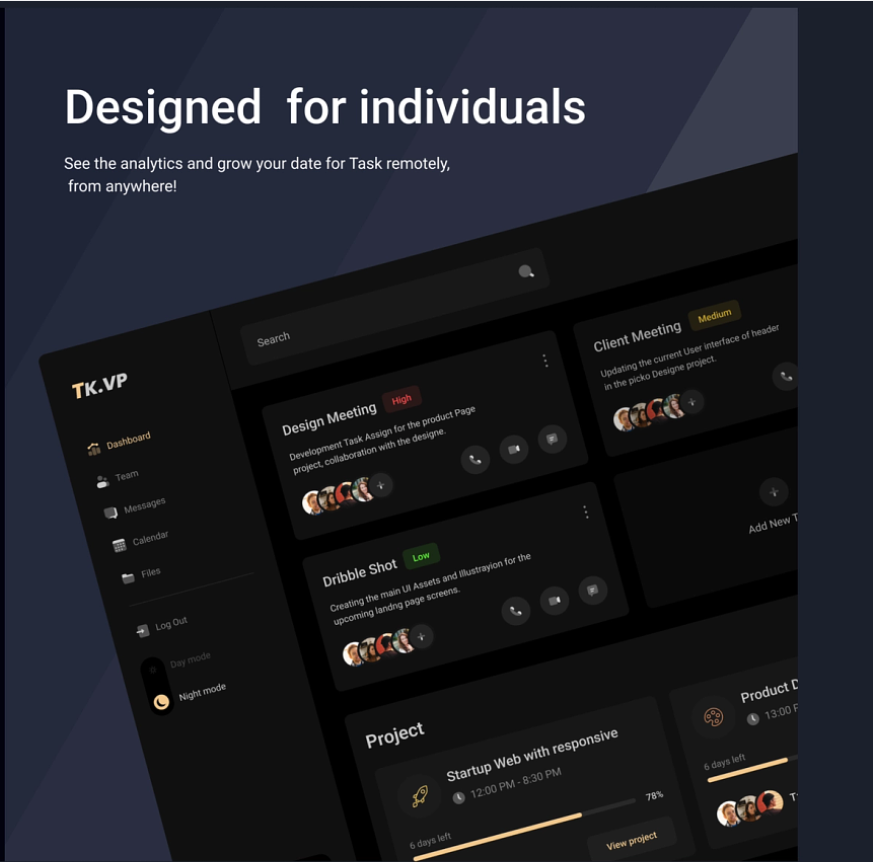 Designed  for individuals
See the analytics and grow your date for Task remotely,
from anywhere!
TK.VP
Dashboard
Team
Messages
Calendar
Files
Log Out
Day mode
Night mode
Search
Design Meeting
High
Development Task Assign for the product Page
project, collaboration with the designe.
Client Meeting
Medium
Updating the current User interface of header
in the picko Designe project.
Dribble Shot
Low
Creating the main UI Assets and Illustrayion for the
upcoming landng page screens.
Add New T
Project
Startup Web with responsive
12:00 PM - 8:30 PM
6 days left
78%
View project
Product D
13:00 P
6 days left